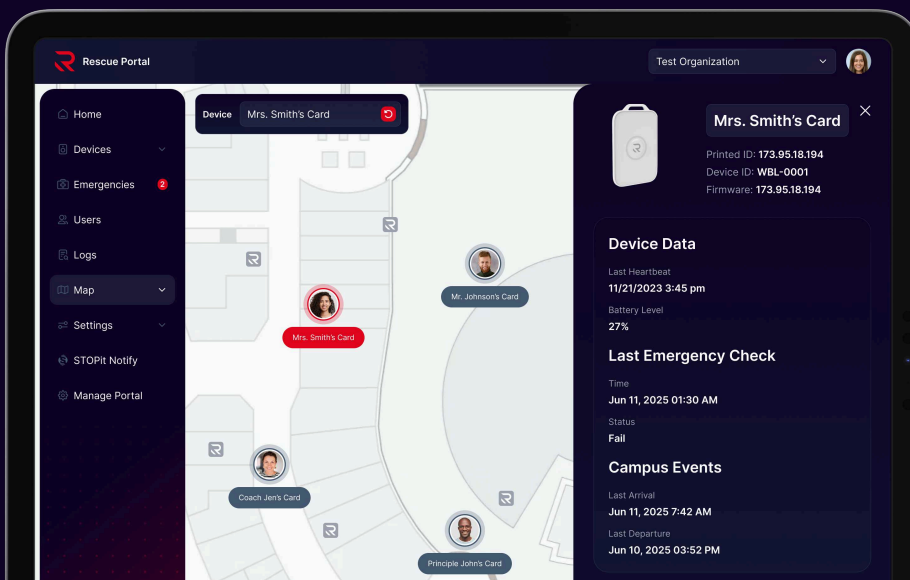 Rescue Portal
Test Organization
Home
Devices
Emergencies 2
Users
Logs
Map
Settings
STOPit Notify
Manage Portal
Device Mrs. Smith's Card
Mr. Johnson's Card
Mrs. Smith's Card
Coach Jen's Card
Principle John's Card
Mrs. Smith's Card
Printed ID: 173.95.18.194
Device ID: WBL-0001
Firmware: 173.95.18.194
Device Data
Last Heartbeat
11/21/2023 3:45 pm
Battery Level
27%
Last Emergency Check
Time
Jun 11, 2025 01:30 AM
Status
Fail
Campus Events
Last Arrival
Jun 11, 2025 7:42 AM
Last Departure
Jun 10, 2025 03:52 PM